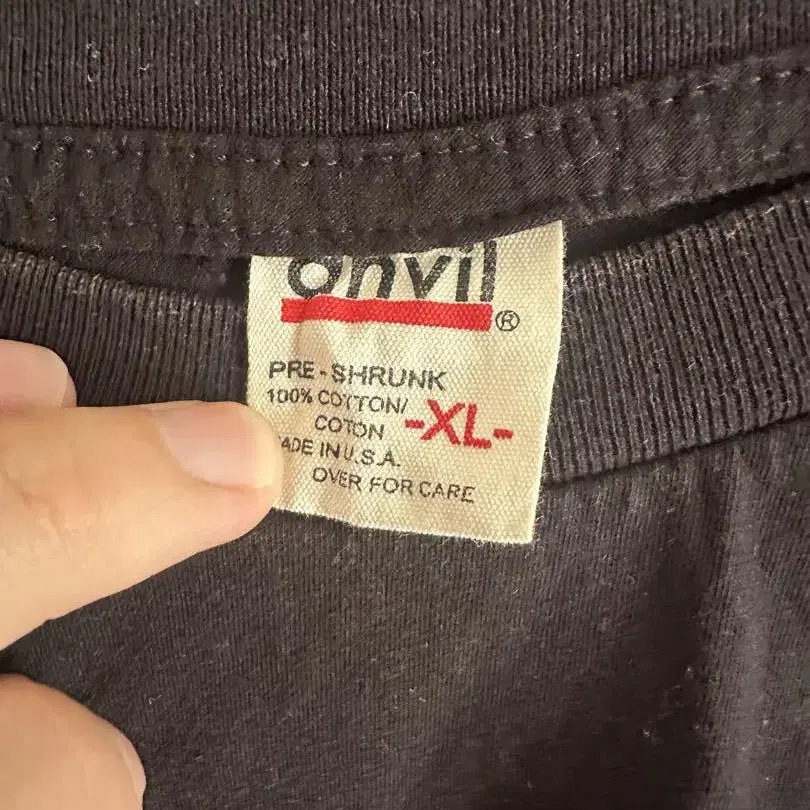 anvil
®
PRE-SHRUNK
100% COTTON/
COTON
-XL-
ADE IN U.S.A.
OVER FOR CARE